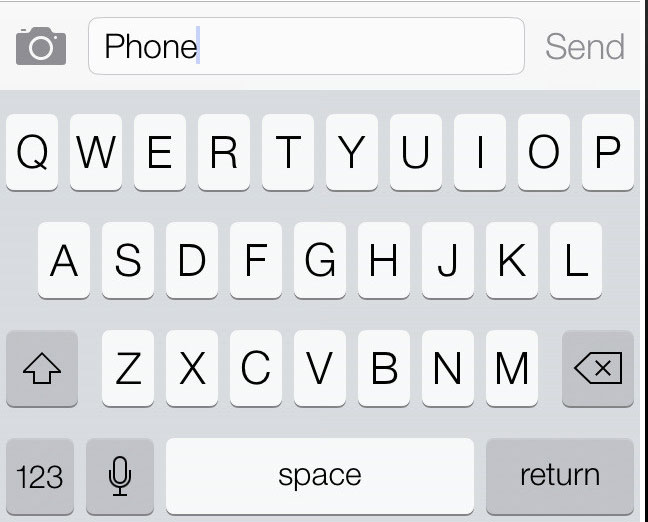 Phone Send
Q W E R T Y U I O P
A S D F G H J K L
Z X C V B N M
123 space return